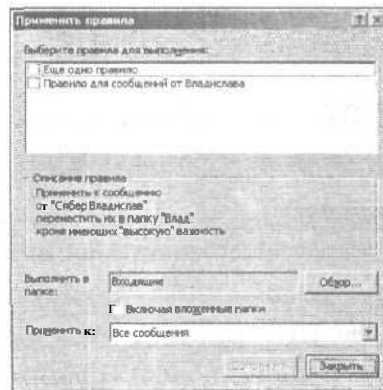 Применить правила
Выберите правила для выполнения:
Еще одно правило
Правило для сообщений от Владислава
Описание правила
Применить к сообщению
от "Сябер Владислав"
переместить их в папку "Влад"
кроме имеющих "высокую" важность
Выполнить в папке:
Входящие
Обзор...
Включая вложенные папки
Применить к:
Все сообщения
Закрыть